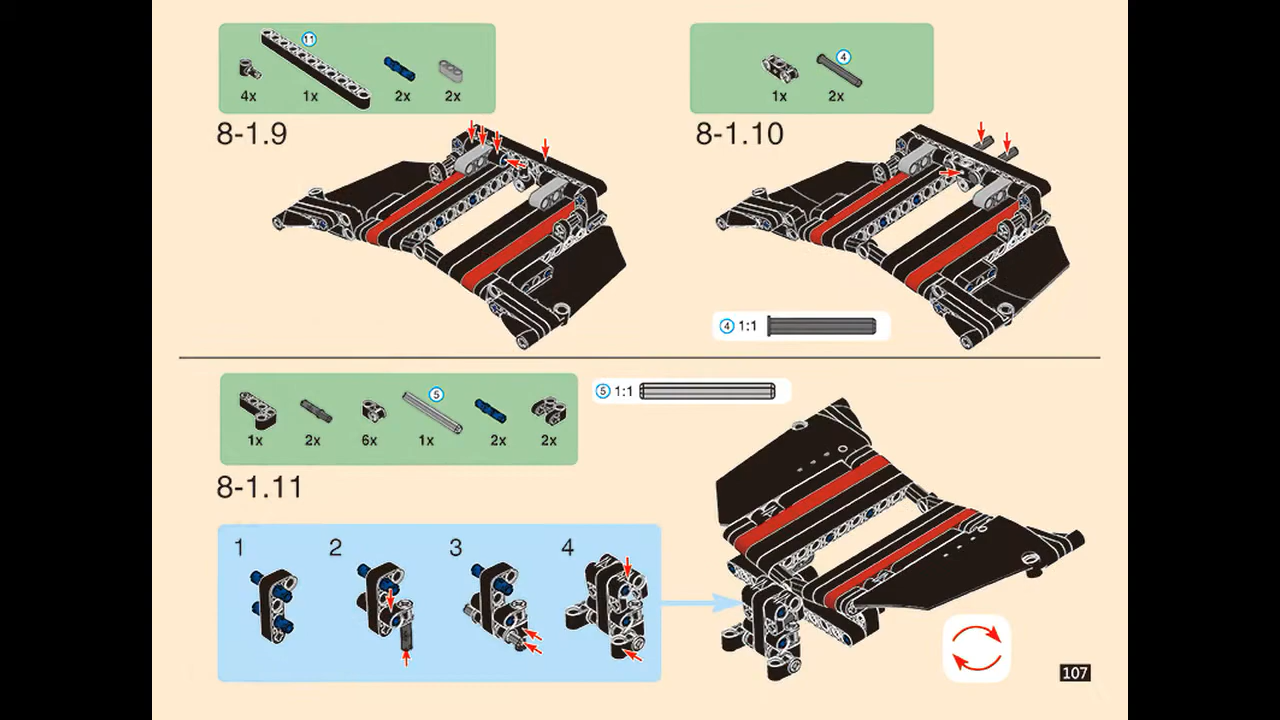 11
4x 1x 2x 2x
8-1.9
4
1x 2x
8-1.10
4 1:1
5
1x 2x 6x 1x 2x 2x
5 1:1
8-1.11
1 2 3 4
107